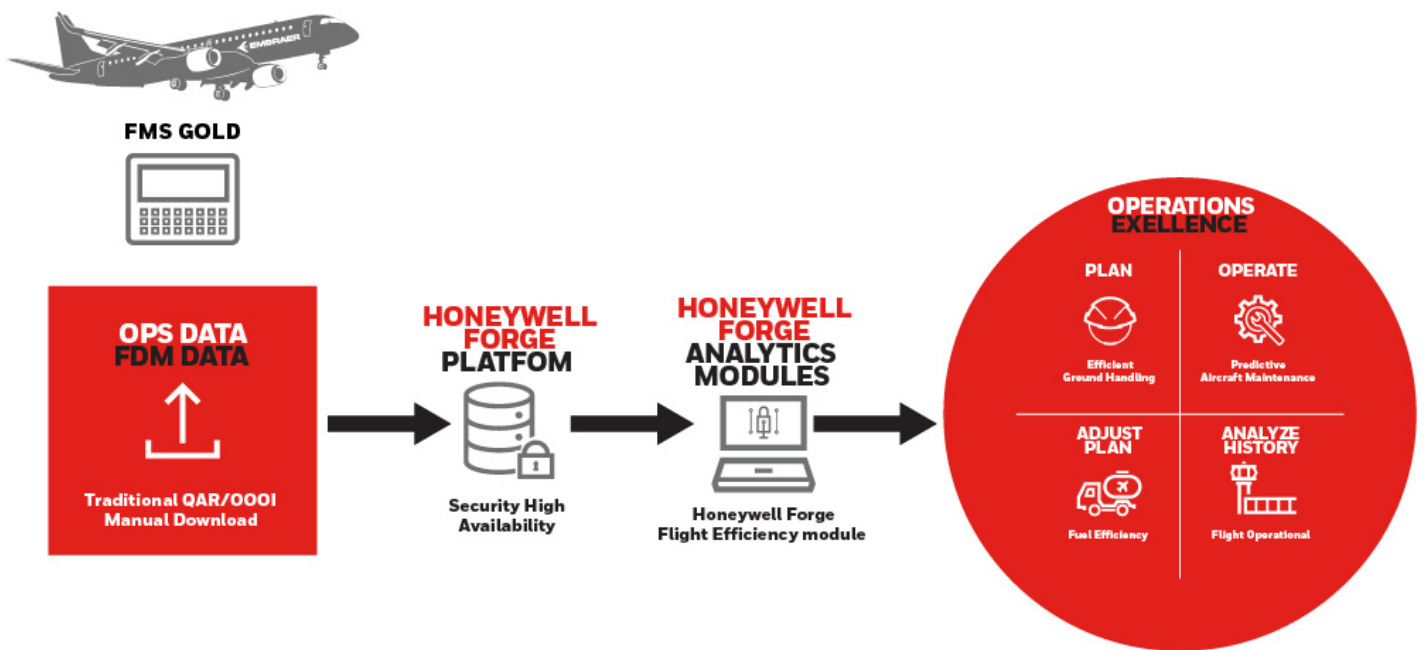 EMBRAER
FMS GOLD
OPS DATA
FDM DATA
Traditional QAR/OOOI
Manual Download
HONEYWELL
FORGE
PLATFOM
Security High
Availability
HONEYWELL
FORGE
ANALYTICS
MODULES
Honeywell Forge
Flight Efficiency module
OPERATIONS
EXELLENCE
PLAN
Efficient
Ground Handling
OPERATE
Predictive
Aircraft Maintenance
ADJUST
PLAN
Fuel Efficiency
ANALYZE
HISTORY
Flight Operational